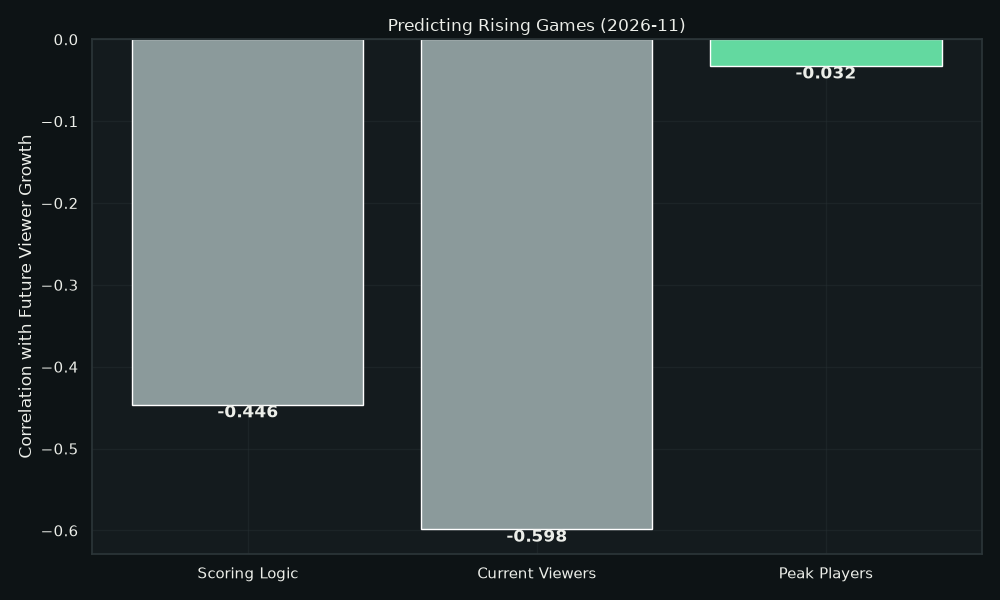 Predicting Rising Games (2026-11)
Correlation with Future Viewer Growth
0.0
−0.1
−0.2
−0.3
−0.4
−0.5
−0.6
-0.446
-0.598
-0.032
Scoring Logic
Current Viewers
Peak Players